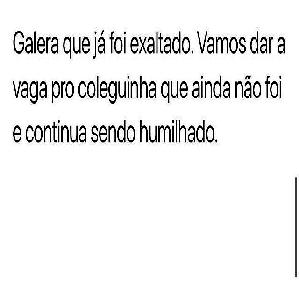 Galera que já foi exaltado. Vamos dar a
vaga pro coleguinha que ainda não foi
e continua sendo humilhado.